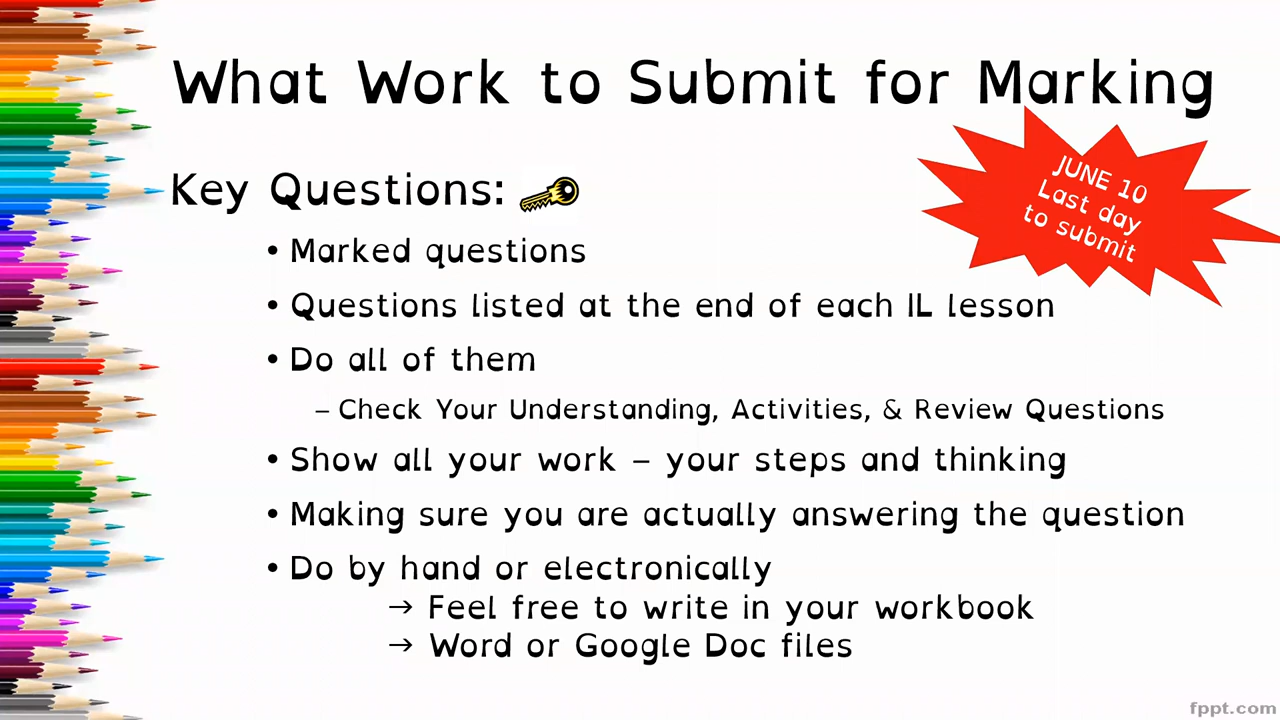 What Work to Submit for Marking
JUNE 10
Last day
to submit
Key Questions:
• Marked questions
• Questions listed at the end of each IL lesson
• Do all of them
– Check Your Understanding, Activities, & Review Questions
• Show all your work – your steps and thinking
• Making sure you are actually answering the question
• Do by hand or electronically
→ Feel free to write in your workbook
→ Word or Google Doc files
fppt.com